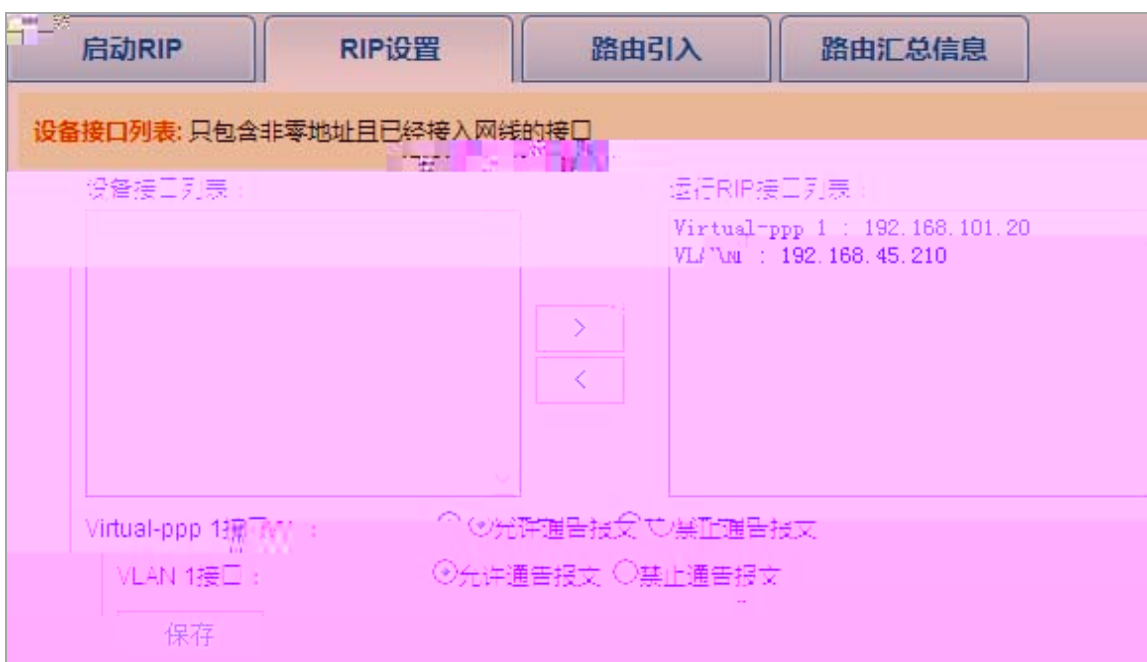 启动RIP RIP设置 路由引入 路由汇总信息
设备接口列表: 只包含非零地址且已经接入网线的接口
设备接口列表： 运行RIP接口列表：
Virtual-ppp 1 : 192.168.101.20
: 192.168.45.210
>
<
Virtual-ppp 1接 ： 允许通告报文 禁止通告报文
VLAN 1接口： 允许通告报文 禁止通告报文
保存